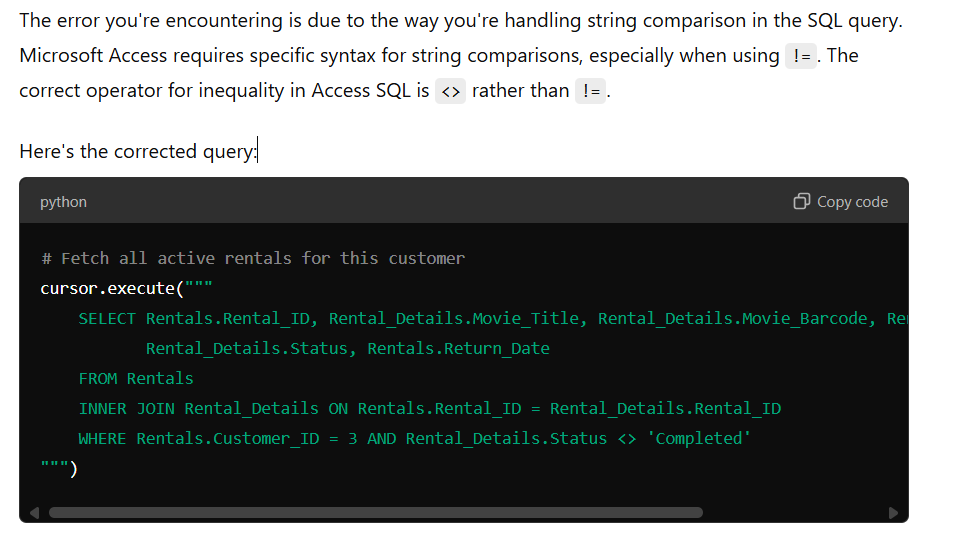 The error you're encountering is due to the way you're handling string comparison in the SQL query.
Microsoft Access requires specific syntax for string comparisons, especially when using !=. The
correct operator for inequality in Access SQL is <> rather than !=.
Here's the corrected query:
python
Copy code
# Fetch all active rentals for this customer
cursor.execute("""
SELECT Rentals.Rental_ID, Rental_Details.Movie_Title, Rental_Details.Movie_Barcode,
Rental_Details.Status, Rentals.Return_Date
FROM Rentals
INNER JOIN Rental_Details ON Rentals.Rental_ID = Rental_Details.Rental_ID
WHERE Rentals.Customer_ID = 3 AND Rental_Details.Status <> 'Completed'
""")